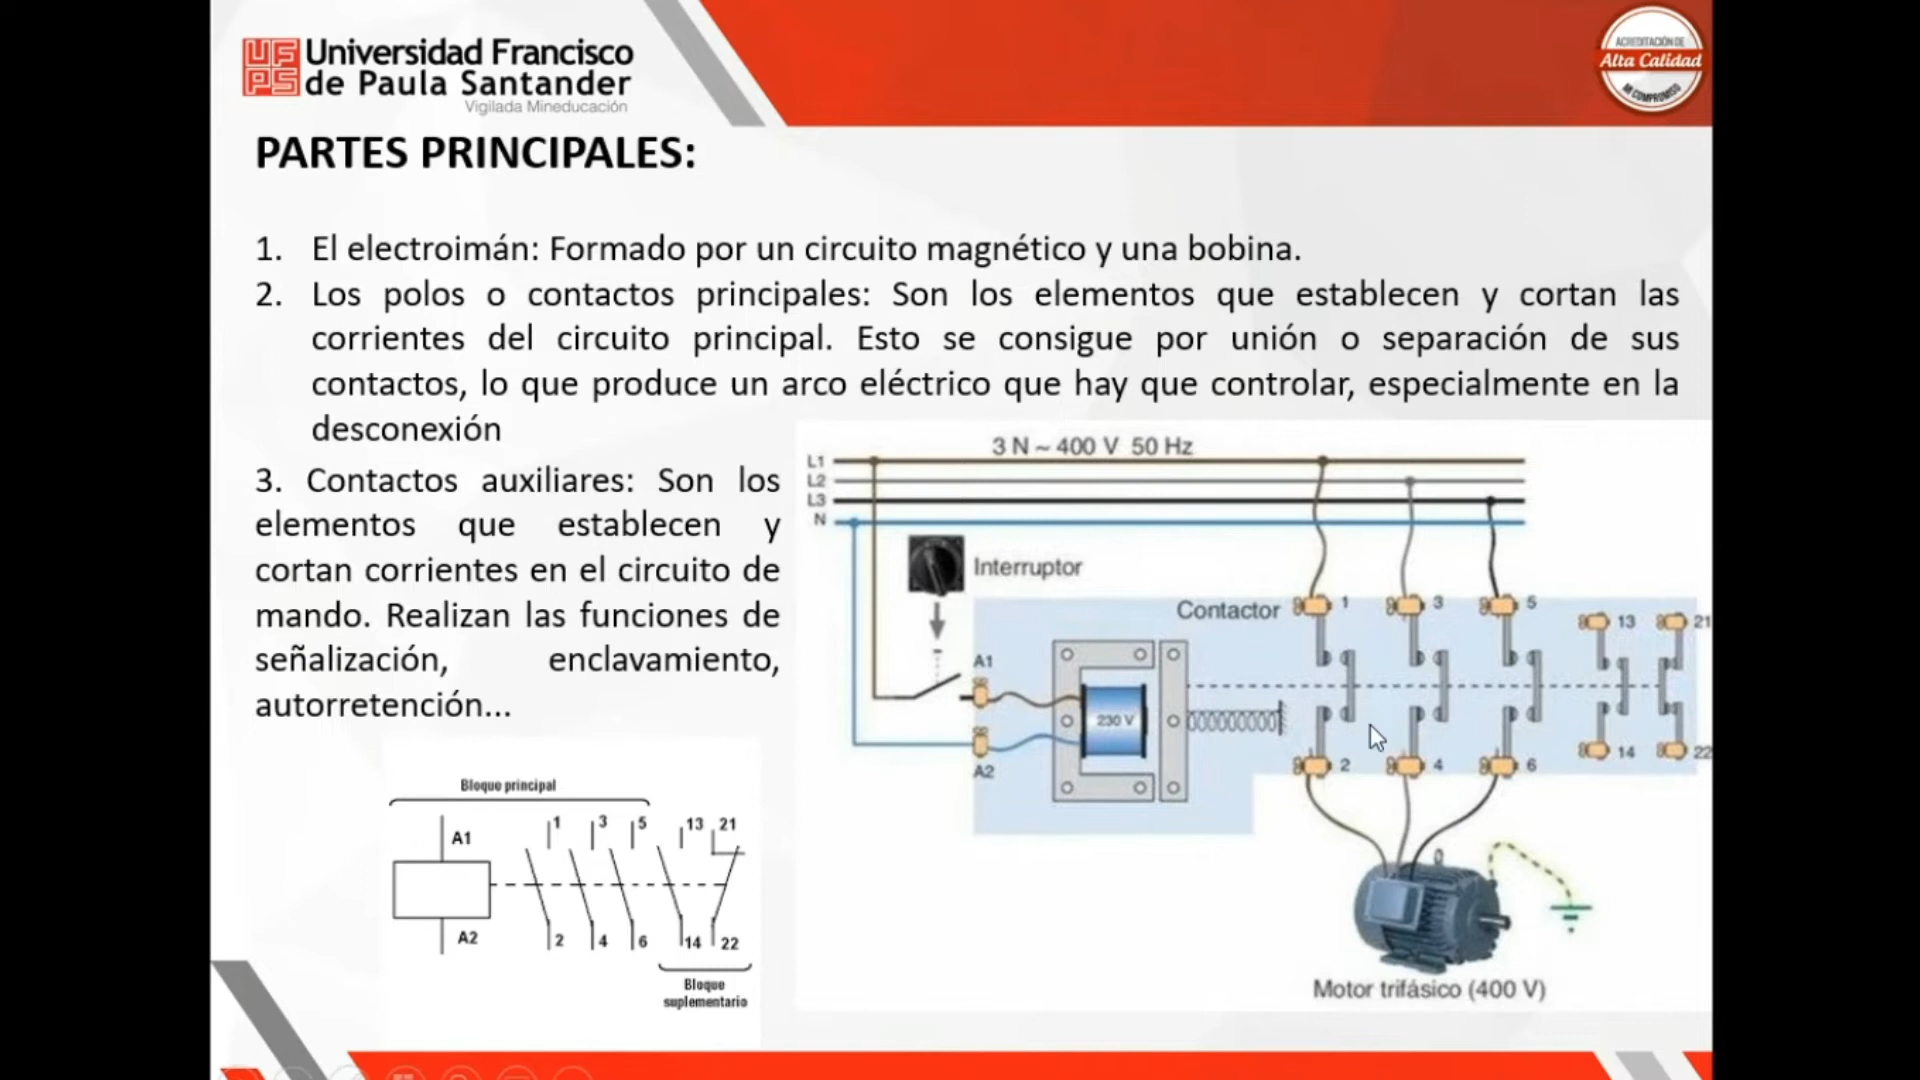 UFPS
Universidad Francisco
de Paula Santander
Vigilada Mineducación
ACREDITACIÓN DE
Alta Calidad
MI COMPROMISO
PARTES PRINCIPALES:
1. El electroimán: Formado por un circuito magnético y una bobina.
2. Los polos o contactos principales: Son los elementos que establecen y cortan las
corrientes del circuito principal. Esto se consigue por unión o separación de sus
contactos, lo que produce un arco eléctrico que hay que controlar, especialmente en la
desconexión
3. Contactos auxiliares: Son los
elementos que establecen y
cortan corrientes en el circuito de
mando. Realizan las funciones de
señalización, enclavamiento,
autorretención...
3 N ~ 400 V 50 Hz
L1
L2
L3
N
Interruptor
Contactor
1 3 5 13 21
A1
230 V
A2
2 4 6 14 22
Motor trifásico (400 V)
Bloque principal
A1 1 3 5 13 21
A2 2 4 6 14 22
Bloque
suplementario